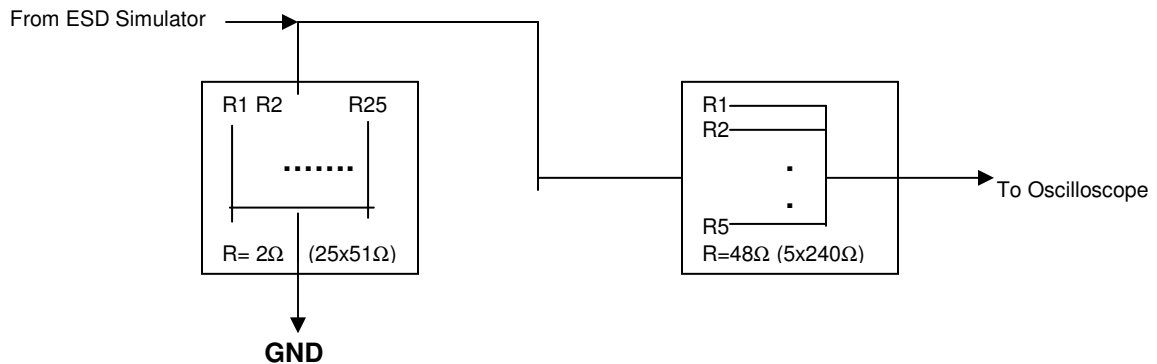 From ESD Simulator
R1 R2 R25
.......
R= 2Ω (25x51Ω)
GND
R1
R2
.
.
R5
R=48Ω (5x240Ω)
To Oscilloscope